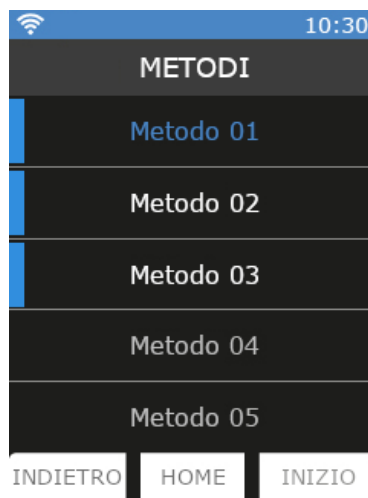 10:30
METODI
Metodo 01
Metodo 02
Metodo 03
Metodo 04
Metodo 05
INDIETRO HOME INIZIO